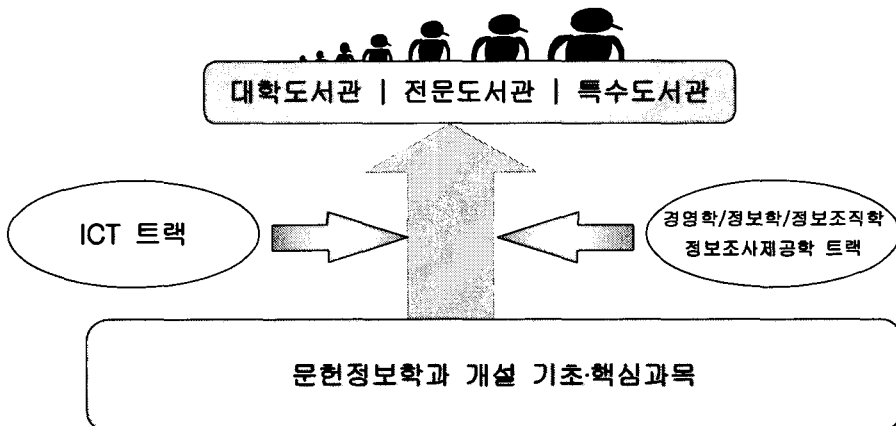 대학도서관 | 전문도서관 | 특수도서관
ICT 트랙
경영학/정보학/정보조직학
정보조사제공학 트랙
문헌정보학과 개설 기초·핵심과목